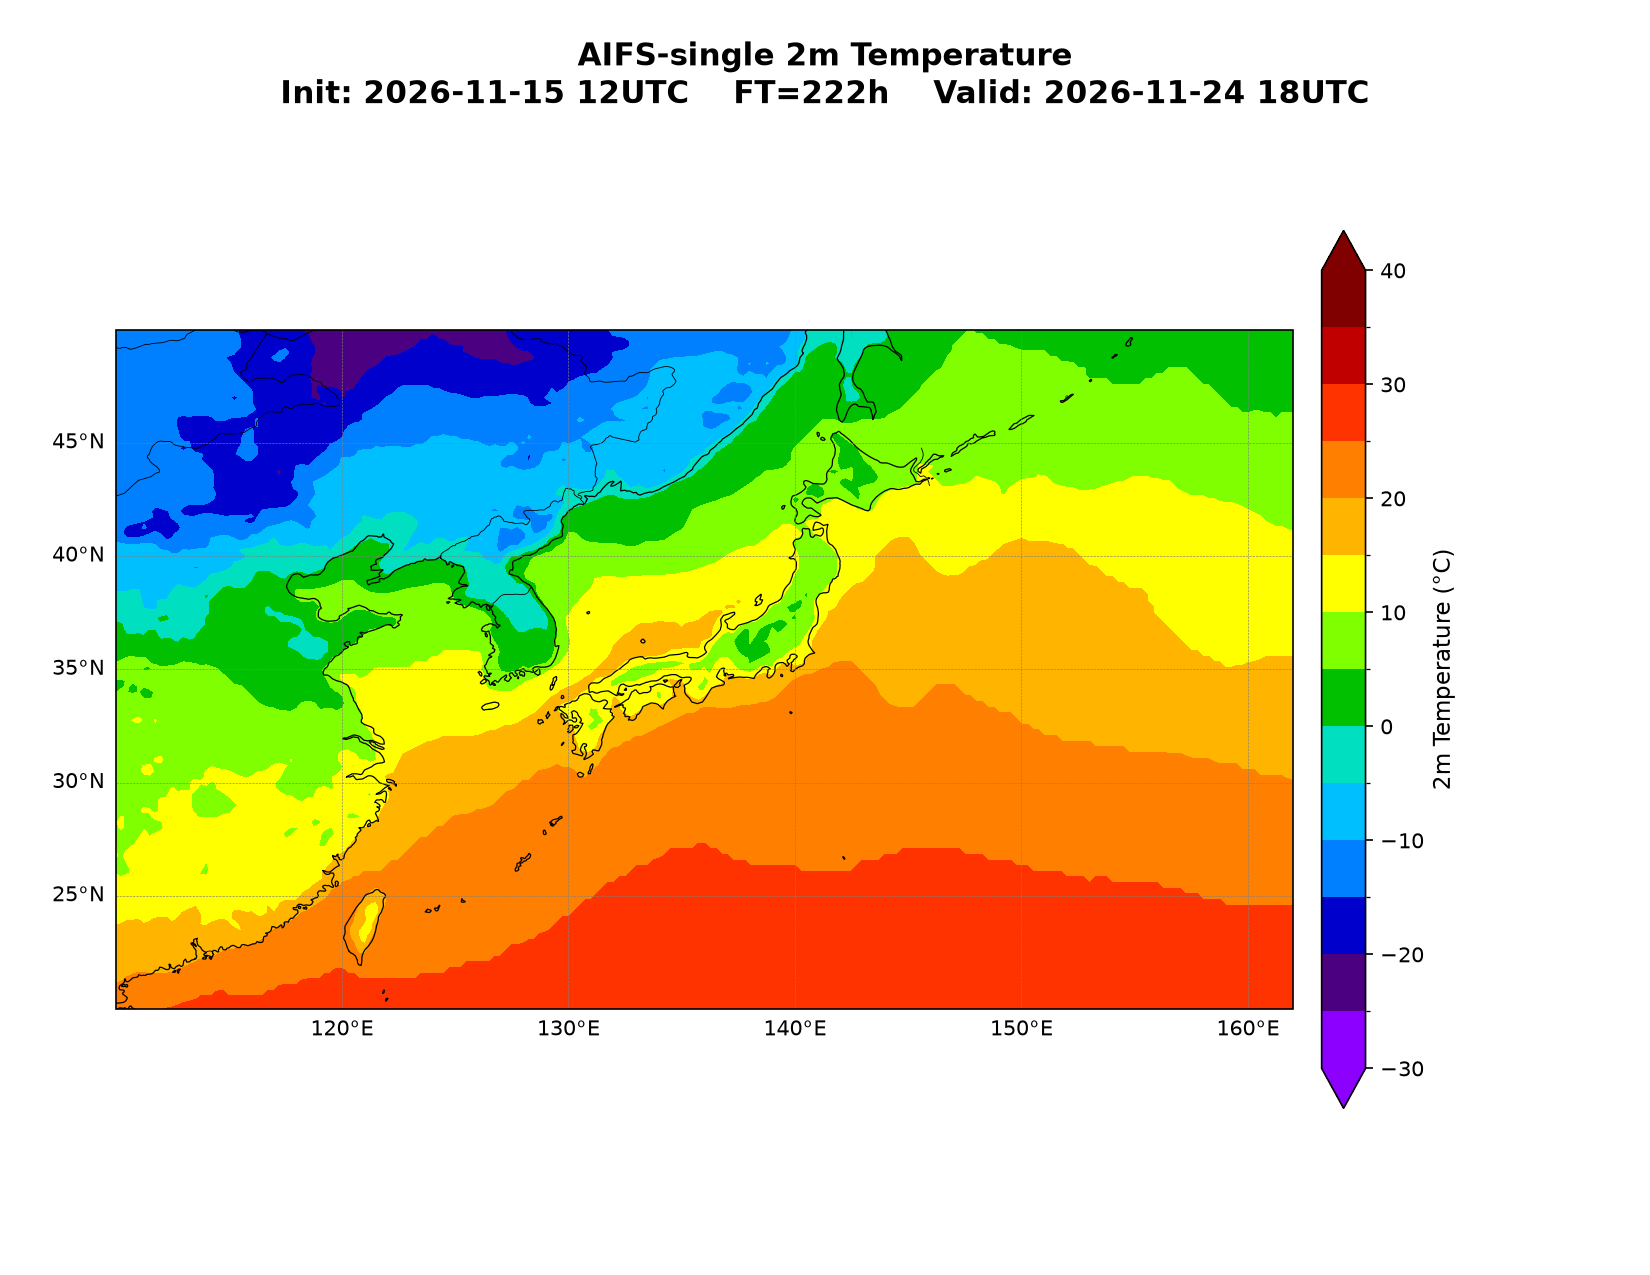 AIFS-single 2m Temperature
Init: 2026-11-15 12UTC    FT=222h    Valid: 2026-11-24 18UTC
45°N
40°N
35°N
30°N
25°N
120°E
130°E
140°E
150°E
160°E
40
30
20
10
0
−10
−20
−30
2m Temperature (°C)